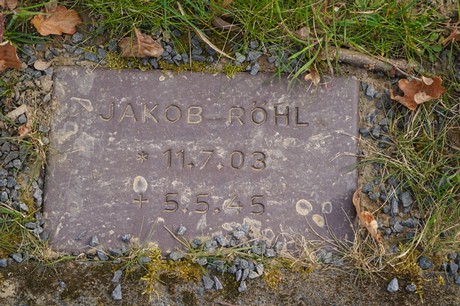 JAKOB RÖHL
* 11.7.03
+ 5.5.45